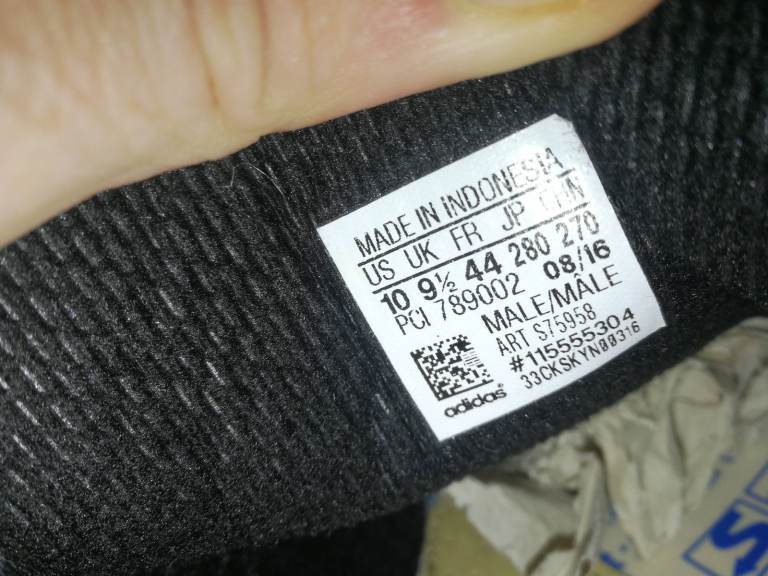 MADE IN INDONESIA
US UK FR JP CHN
10 9½ 44 280 270
PCI 789002 08/16
MALE/MÂLE
ART S75958
#115555304
33CKSKYN00316
adidas